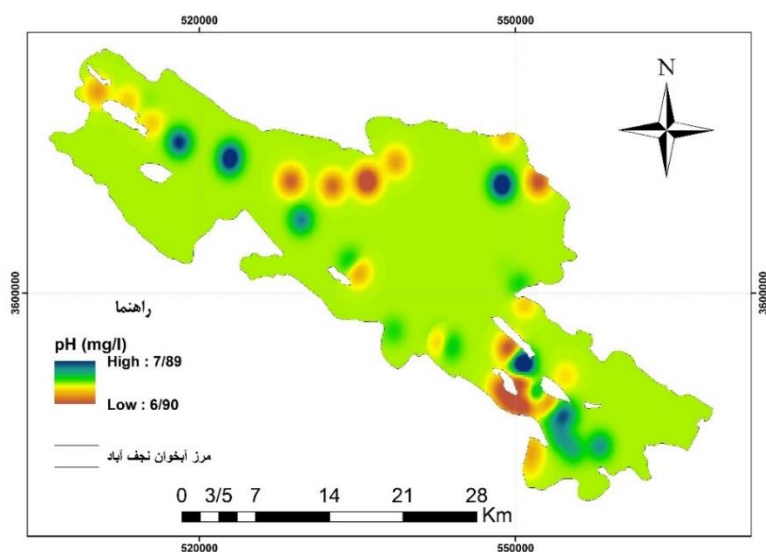 520000 550000
N
3600000 3600000
راهنما
pH (mg/l)
High : 7/89
Low : 6/90
مرز آبخوان نجف آباد
0 3/5 7 14 21 28
Km
520000 550000